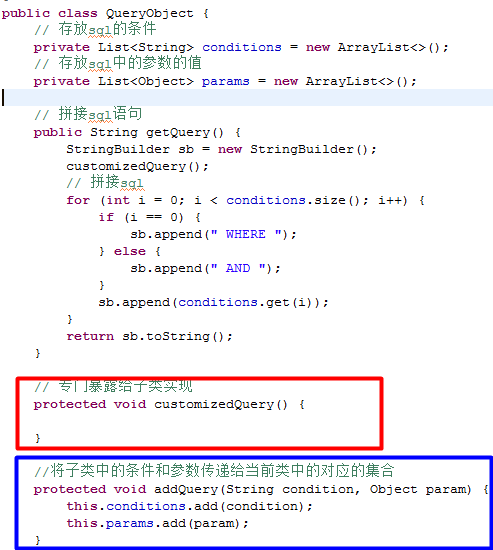 public class QueryObject {
// 存放sql的条件
private List<String> conditions = new ArrayList<>();
// 存放sql中的参数的值
private List<Object> params = new ArrayList<>();
// 拼接sql语句
public String getQuery() {
StringBuilder sb = new StringBuilder();
customizedQuery();
// 拼接sql
for (int i = 0; i < conditions.size(); i++) {
if (i == 0) {
sb.append(" WHERE ");
} else {
sb.append(" AND ");
}
sb.append(conditions.get(i));
}
return sb.toString();
}
// 专门暴露给子类实现
protected void customizedQuery() {
}
//将子类中的条件和参数传递给当前类中的对应的集合
protected void addQuery(String condition, Object param) {
this.conditions.add(condition);
this.params.add(param);
}